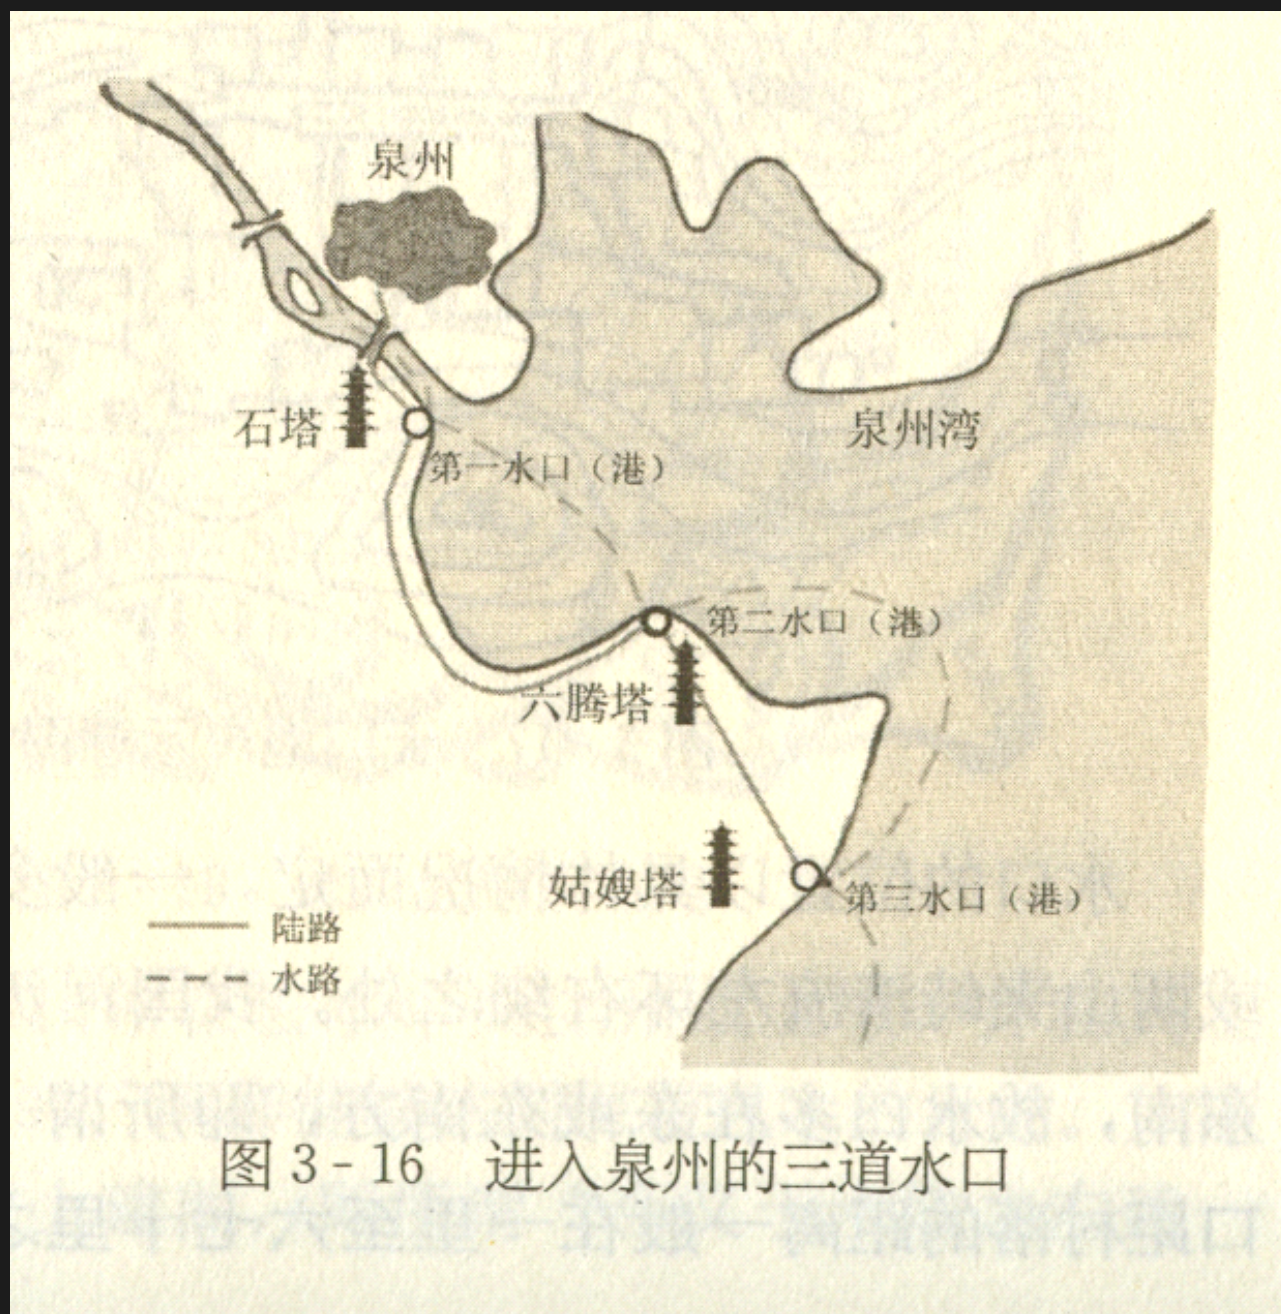 泉州
石塔
泉州湾
第一水口（港）
第二水口（港）
六腾塔
姑嫂塔
第三水口（港）
陆路
水路
图 3-16 进入泉州的三道水口